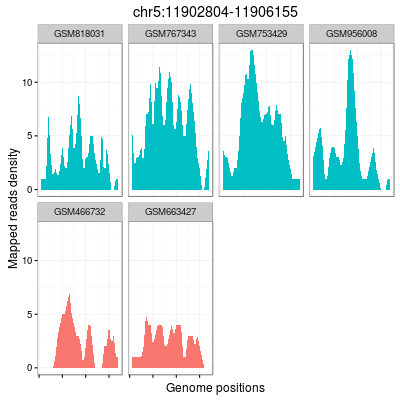 chr5:11902804-11906155
GSM818031 GSM767343 GSM753429 GSM956008
10
5
0
GSM466732 GSM663427
10
5
0
Mapped reads density
Genome positions